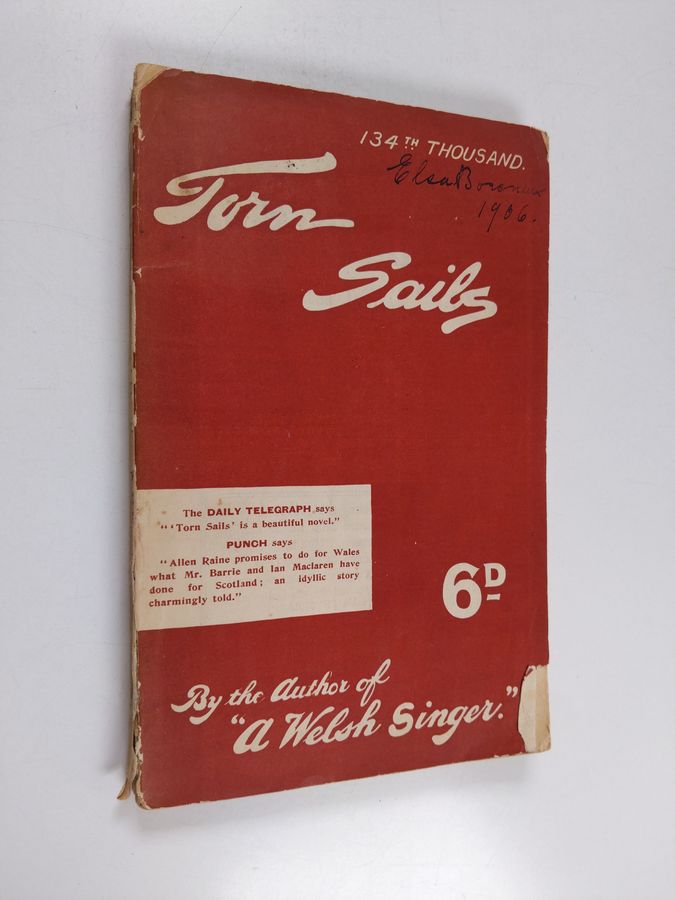 134TH THOUSAND.
Elsa
1906.
Torn
Sails
The DAILY TELEGRAPH says
"'Torn Sails' is a beautiful novel."
PUNCH says
"Allen Raine promises to do for Wales
what Mr. Barrie and Ian Maclaren have
done for Scotland; an idyllic story
charmingly told."
6D
By the Author of
"A Welsh Singer."